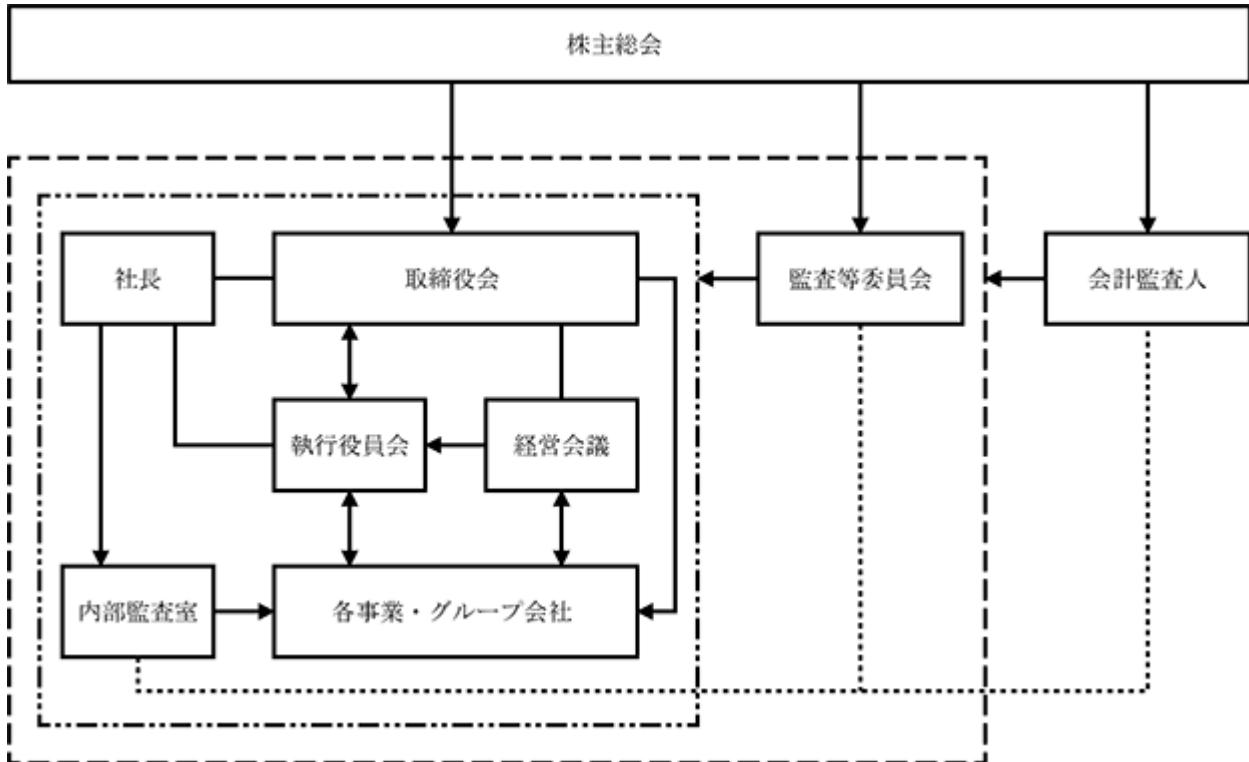 株主総会
社長
取締役会
監査等委員会
会計監査人
執行役員会
経営会議
内部監査室
各事業・グループ会社